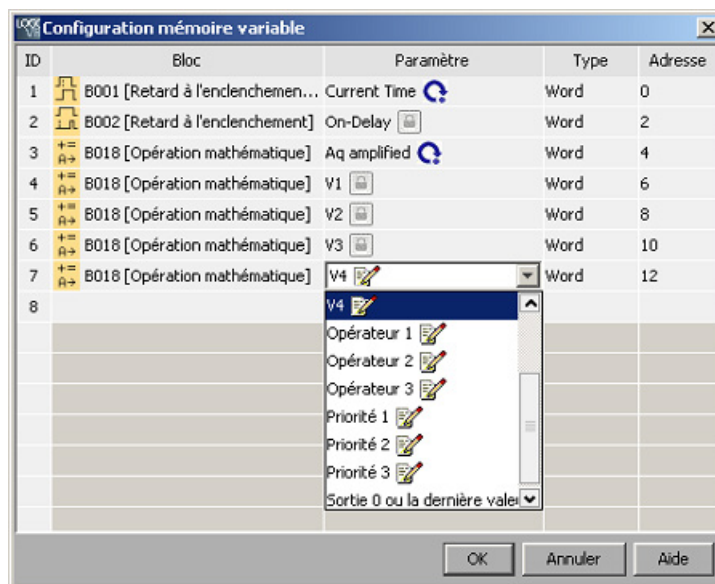 Configuration mémoire variable
ID Bloc Paramètre Type Adresse
1 B001 [Retard à l'enclenchemen... Current Time Word 0
2 B002 [Retard à l'enclenchement] On-Delay Word 2
3 B018 [Opération mathématique] Aq amplified Word 4
4 B018 [Opération mathématique] V1 Word 6
5 B018 [Opération mathématique] V2 Word 8
6 B018 [Opération mathématique] V3 Word 10
7 B018 [Opération mathématique] V4 Word 12
8
V4
Opérateur 1
Opérateur 2
Opérateur 3
Priorité 1
Priorité 2
Priorité 3
Sortie 0 ou la dernière
OK Annuler Aide